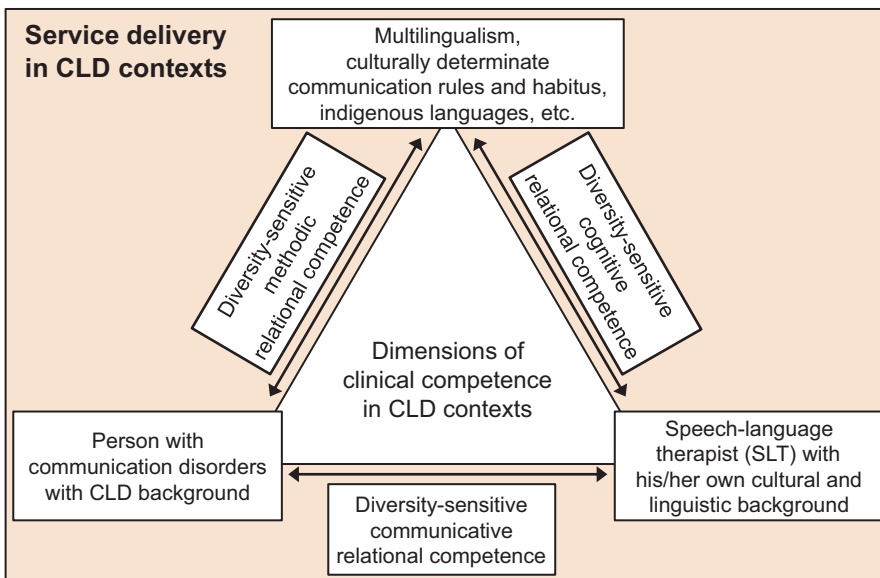 Service delivery
in CLD contexts
Multilingualism,
culturally determinate
communication rules and habitus,
indigenous languages, etc.
Diversity-sensitive
methodic
relational competence
Diversity-sensitive
cognitive
relational competence
Dimensions of
clinical competence
in CLD contexts
Person with
communication disorders
with CLD background
Speech-language
therapist (SLT) with
his/her own cultural and
linguistic background
Diversity-sensitive
communicative
relational competence